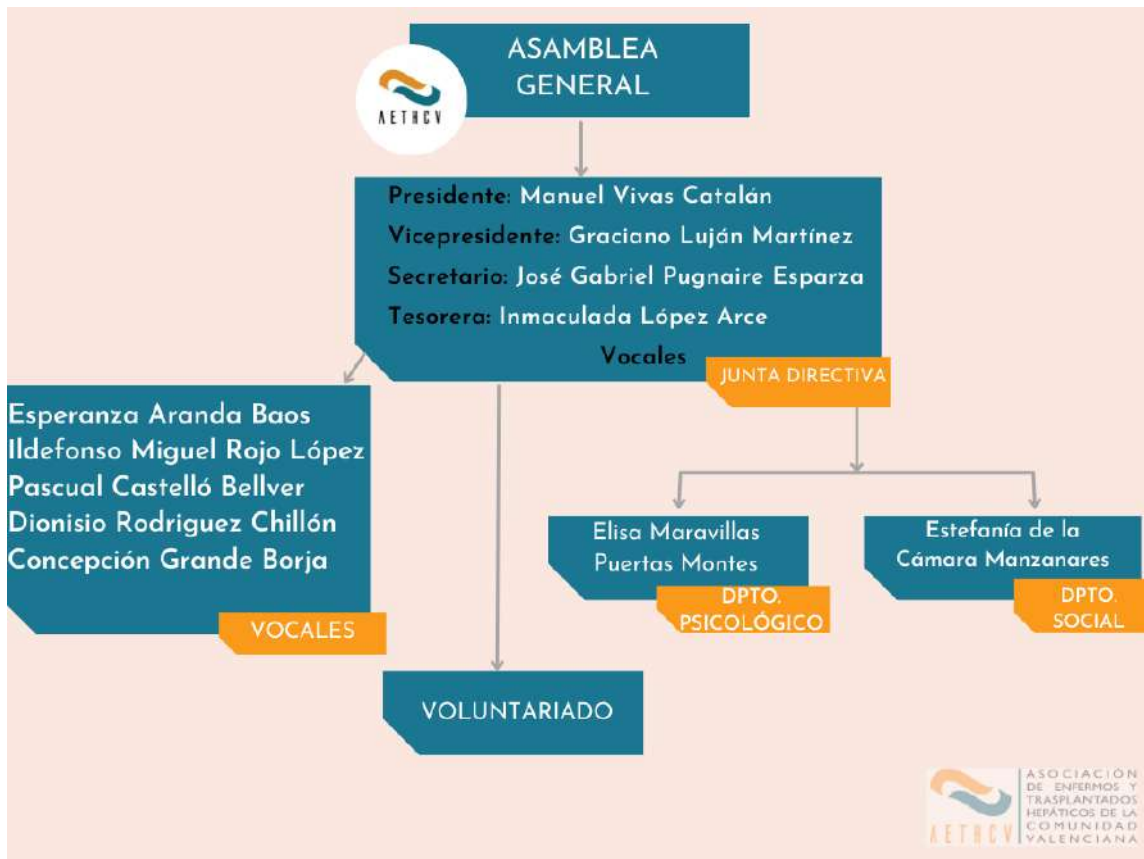 ASAMBLEA
GENERAL
AETHCV
Presidente: Manuel Vivas Catalán
Vicepresidente: Graciano Luján Martínez
Secretario: José Gabriel Pugnaire Esparza
Tesorera: Inmaculada López Arce
Vocales
JUNTA DIRECTIVA
Esperanza Aranda Baos
Ildefonso Miguel Rojo López
Pascual Castelló Bellver
Dionisio Rodriguez Chillón
Concepción Grande Borja
VOCALES
Elisa Maravillas
Puertas Montes
DPTO.
PSICOLÓGICO
Estefanía de la
Cámara Manzanares
DPTO.
SOCIAL
VOLUNTARIADO
AETHCV
ASOCIACIÓN
DE ENFERMOS Y
TRASPLANTADOS
HEPÁTICOS DE LA
COMUNIDAD
VALENCIANA